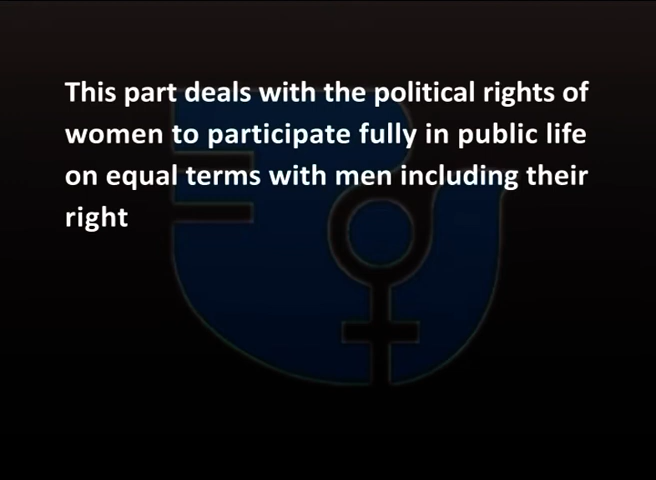 This part deals with the political rights of
women to participate fully in public life
on equal terms with men including their
right